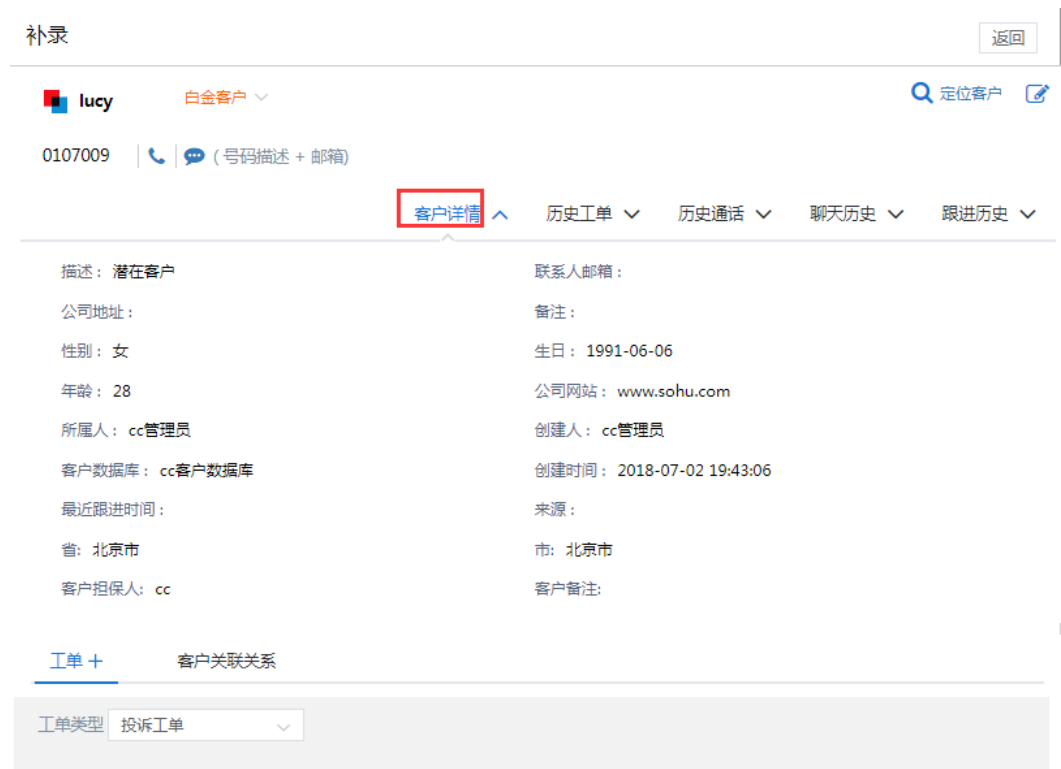 补录 返回
lucy 白金客户 定位客户
0107009 (号码描述 + 邮箱)
客户详情 历史工单 历史通话 聊天历史 跟进历史
描述： 潜在客户 联系人邮箱：
公司地址： 备注：
性别： 女 生日： 1991-06-06
年龄： 28 公司网站： www.sohu.com
所属人： cc管理员 创建人： cc管理员
客户数据库： cc客户数据库 创建时间： 2018-07-02 19:43:06
最近跟进时间： 来源：
省: 北京市 市: 北京市
客户担保人: cc 客户备注:
工单 + 客户关联关系
工单类型 投诉工单